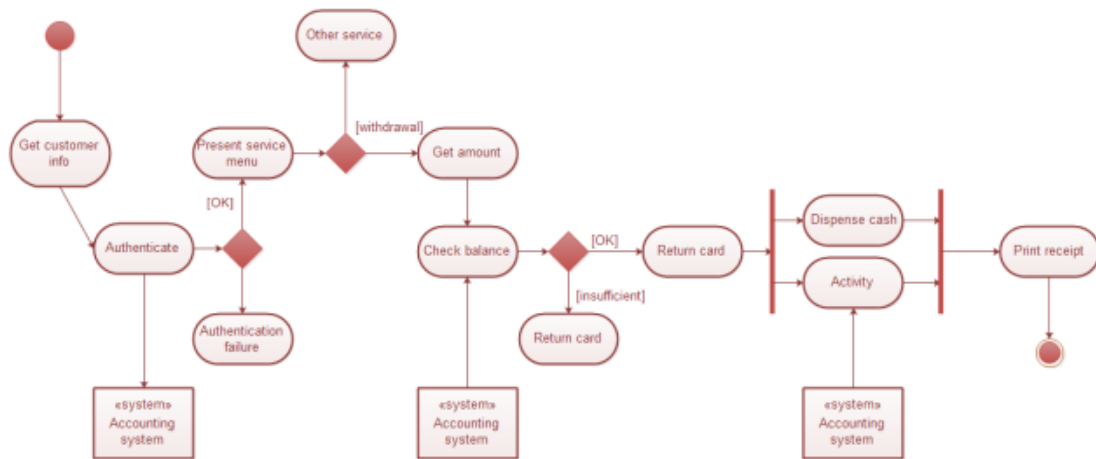 Other service
[withdrawal]
Get customer
info
Present service
menu
Get amount
[OK]
Authenticate
Check balance
[OK]
Return card
Dispense cash
Activity
Print receipt
[insufficient]
Authentication
failure
Return card
«system»
Accounting
system
«system»
Accounting
system
«system»
Accounting
system